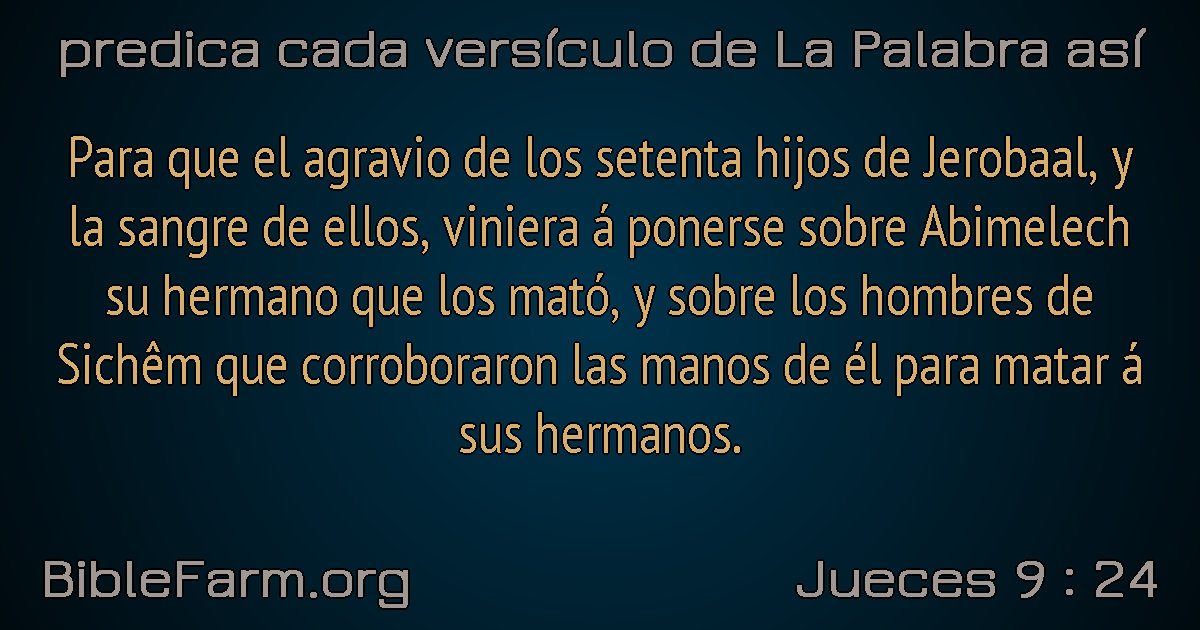 predica cada versículo de La Palabra así
Para que el agravio de los setenta hijos de Jerobaal, y
la sangre de ellos, viniera á ponerse sobre Abimelech
su hermano que los mató, y sobre los hombres de
Sichêm que corroboraron las manos de él para matar á
sus hermanos.
BibleFarm.org
Jueces 9 : 24